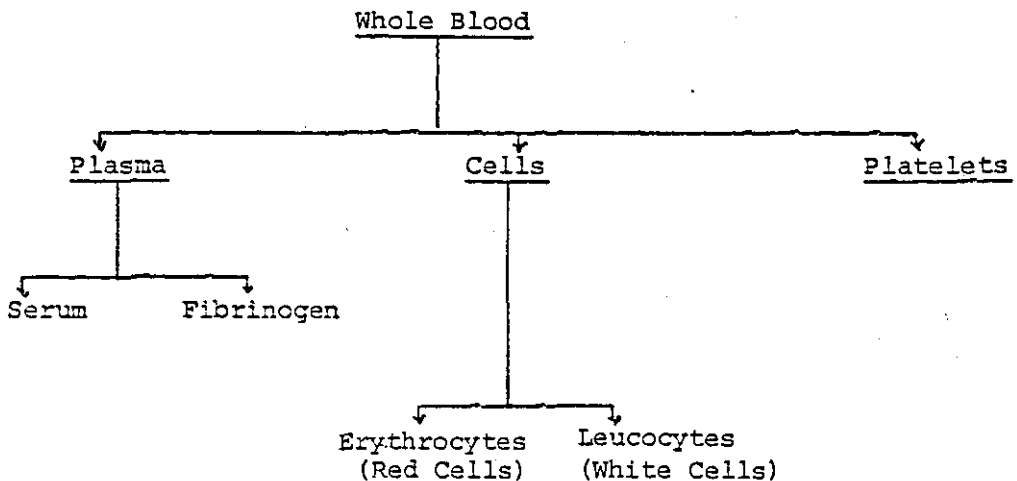 Whole Blood
Plasma Cells Platelets
Serum Fibrinogen
Erythrocytes Leucocytes
(Red Cells) (White Cells)